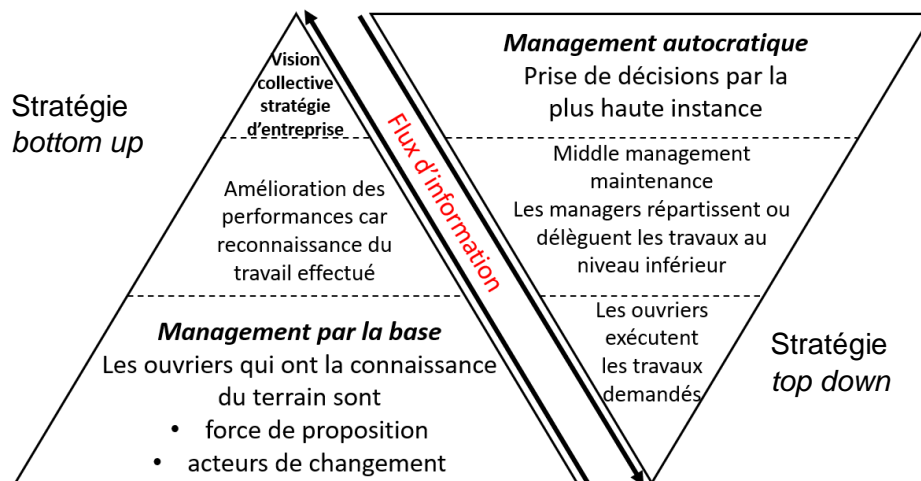 Stratégie
bottom up
Vision
collective
stratégie
d’entreprise
Amélioration des
performances car
reconnaissance du
travail effectué
Management par la base
Les ouvriers qui ont la connaissance
du terrain sont
• force de proposition
• acteurs de changement
Flux d’information
Management autocratique
Prise de décisions par la
plus haute instance
Middle management
maintenance
Les managers répartissent ou
délèguent les travaux au
niveau inférieur
Les ouvriers
exécutent
les travaux
demandés
Stratégie
top down